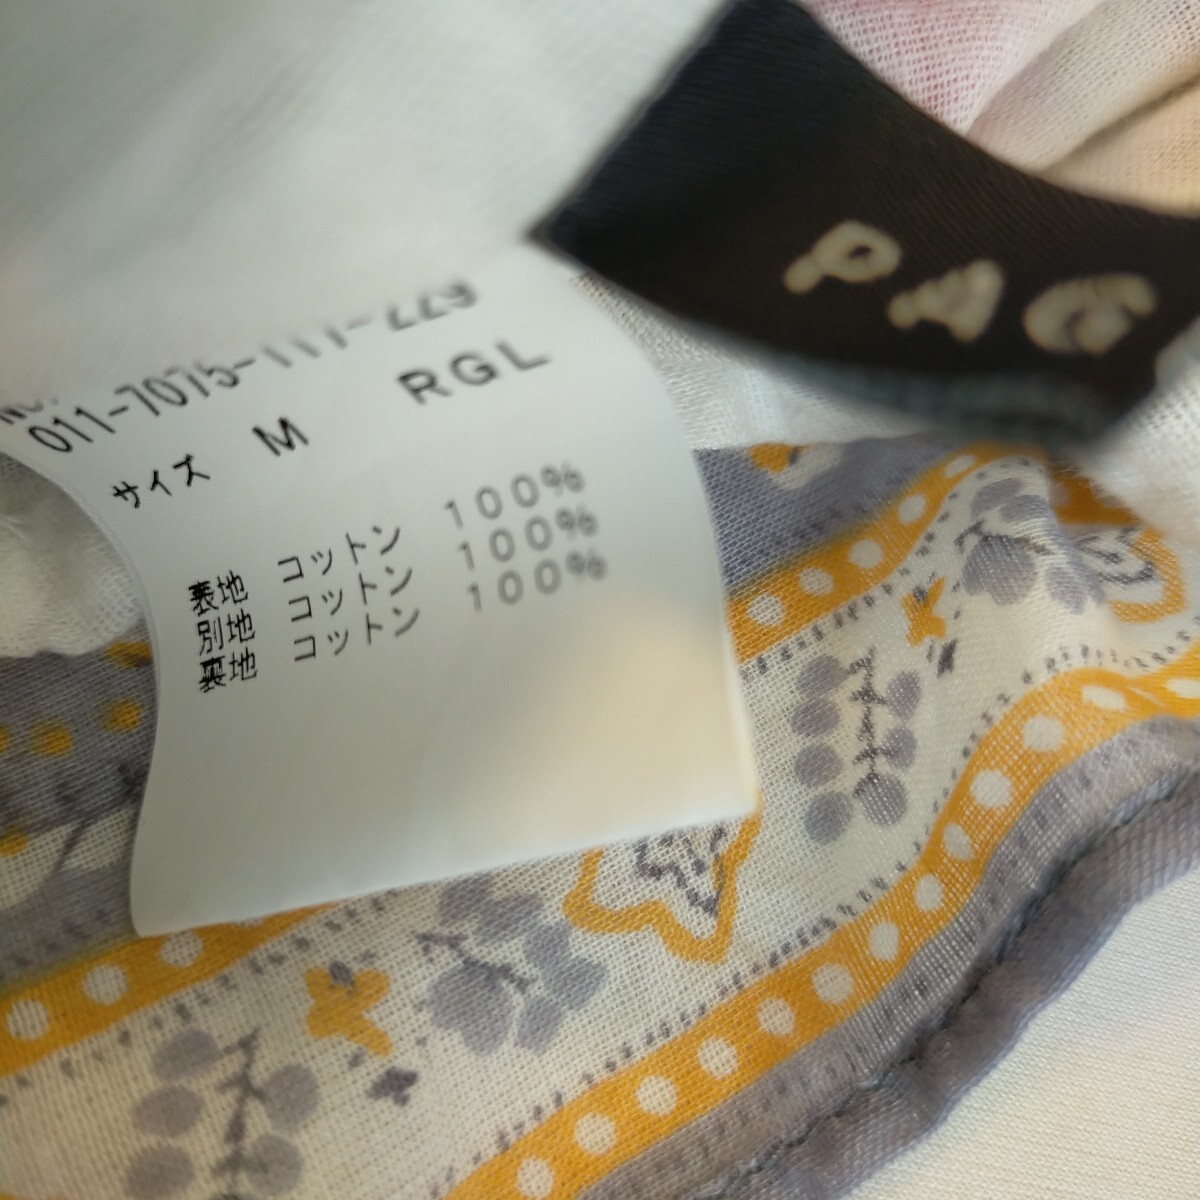 011-7075-111-229
サイズ M RGL
表地 コットン 100%
別地 コットン 100%
裏地 コットン 100%
PAG